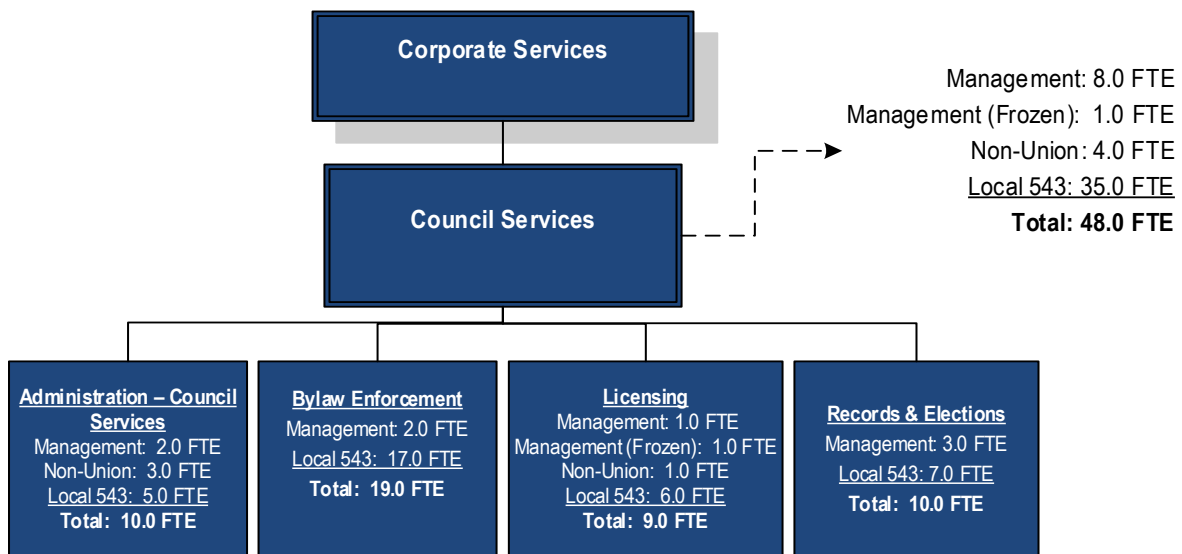 Corporate Services
Management: 8.0 FTE
Management (Frozen): 1.0 FTE
Non-Union: 4.0 FTE
Local 543: 35.0 FTE
Total: 48.0 FTE
Council Services
Administration – Council
Services
Management: 2.0 FTE
Non-Union: 3.0 FTE
Local 543: 5.0 FTE
Total: 10.0 FTE
Bylaw Enforcement
Management: 2.0 FTE
Local 543: 17.0 FTE
Total: 19.0 FTE
Licensing
Management: 1.0 FTE
Management (Frozen): 1.0 FTE
Non-Union: 1.0 FTE
Local 543: 6.0 FTE
Total: 9.0 FTE
Records & Elections
Management: 3.0 FTE
Local 543: 7.0 FTE
Total: 10.0 FTE